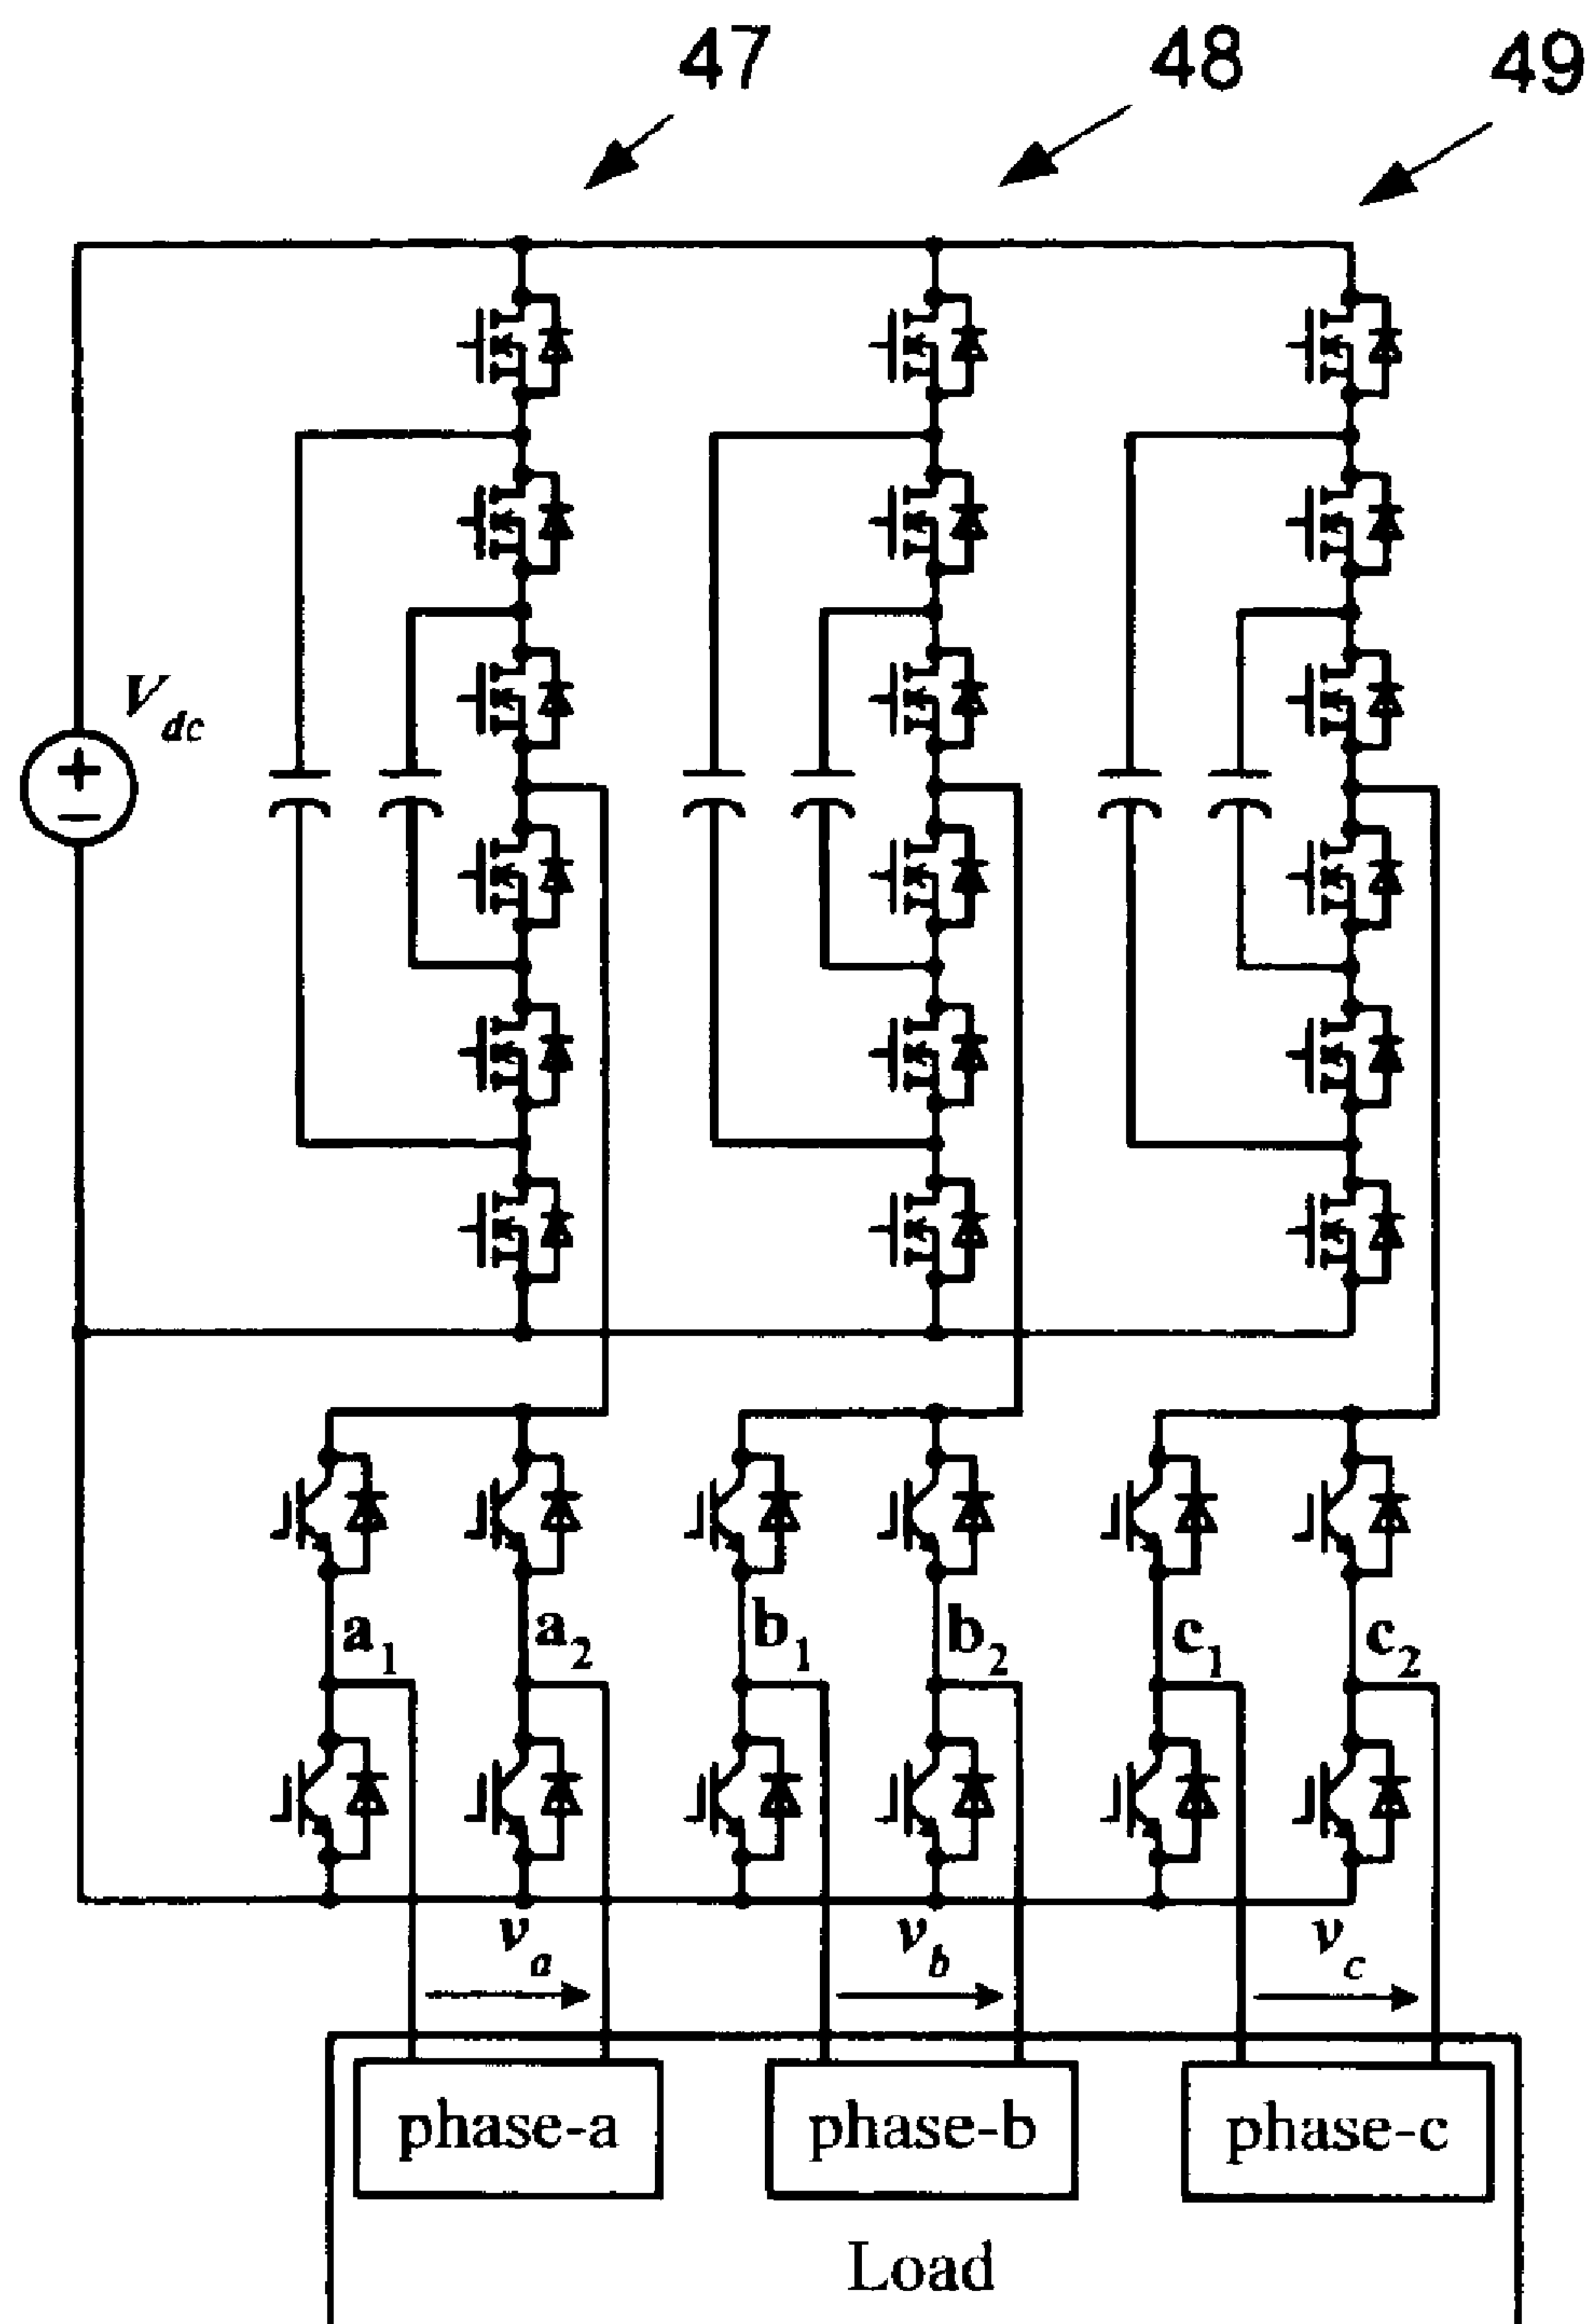 47 48 49
V_dc
+
−
a_1 a_2 b_1 b_2 c_1 c_2
v_a v_b v_c
phase-a phase-b phase-c
Load